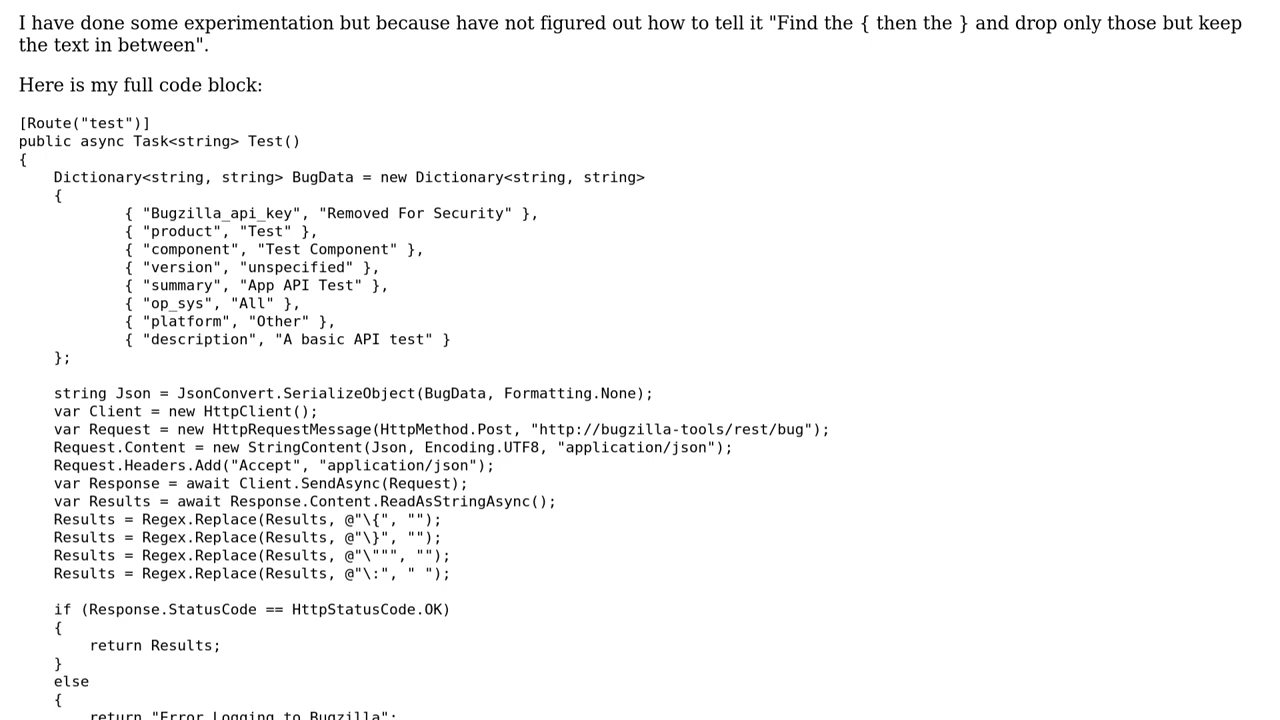 I have done some experimentation but because have not figured out how to tell it "Find the { then the } and drop only those but keep
the text in between".
Here is my full code block:
[Route("test")]
public async Task<string> Test()
{
    Dictionary<string, string> BugData = new Dictionary<string, string>
    {
            { "Bugzilla_api_key", "Removed For Security" },
            { "product", "Test" },
            { "component", "Test Component" },
            { "version", "unspecified" },
            { "summary", "App API Test" },
            { "op_sys", "All" },
            { "platform", "Other" },
            { "description", "A basic API test" }
    };
    string Json = JsonConvert.SerializeObject(BugData, Formatting.None);
    var Client = new HttpClient();
    var Request = new HttpRequestMessage(HttpMethod.Post, "http://bugzilla-tools/rest/bug");
    Request.Content = new StringContent(Json, Encoding.UTF8, "application/json");
    Request.Headers.Add("Accept", "application/json");
    var Response = await Client.SendAsync(Request);
    var Results = await Response.Content.ReadAsStringAsync();
    Results = Regex.Replace(Results, @"\{", "");
    Results = Regex.Replace(Results, @"\}", "");
    Results = Regex.Replace(Results, @"\""", "");
    Results = Regex.Replace(Results, @"\:", " ");
    if (Response.StatusCode == HttpStatusCode.OK)
    {
        return Results;
    }
    else
    {
        return "Error Logging to Bugzilla";